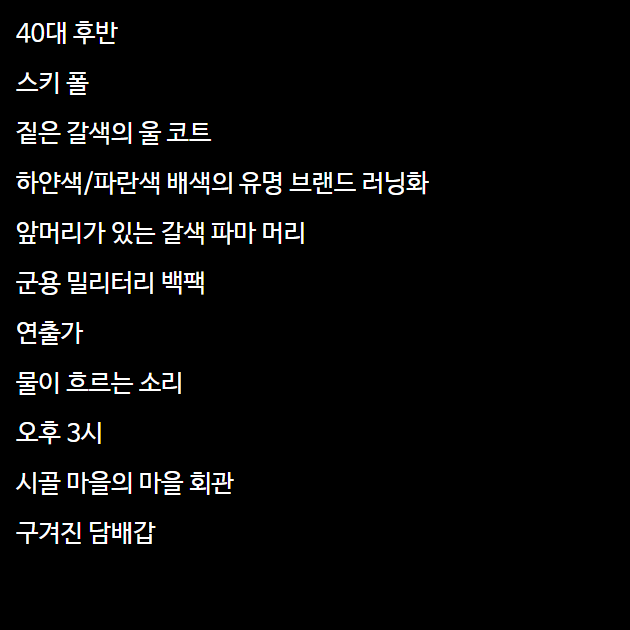 40대 후반
스키 폴
짙은 갈색의 울 코트
하얀색/파란색 배색의 유명 브랜드 러닝화
앞머리가 있는 갈색 파마 머리
군용 밀리터리 백팩
연출가
물이 흐르는 소리
오후 3시
시골 마을의 마을 회관
구겨진 담배갑